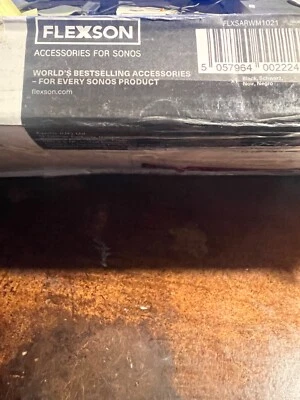 FLEXSON
ACCESSORIES FOR SONOS
WORLD'S BESTSELLING ACCESSORIES
– FOR EVERY SONOS PRODUCT
flexson.com
FLXSARWM1021
5 057964 002224
Black, Schwarz,
Noir, Negro